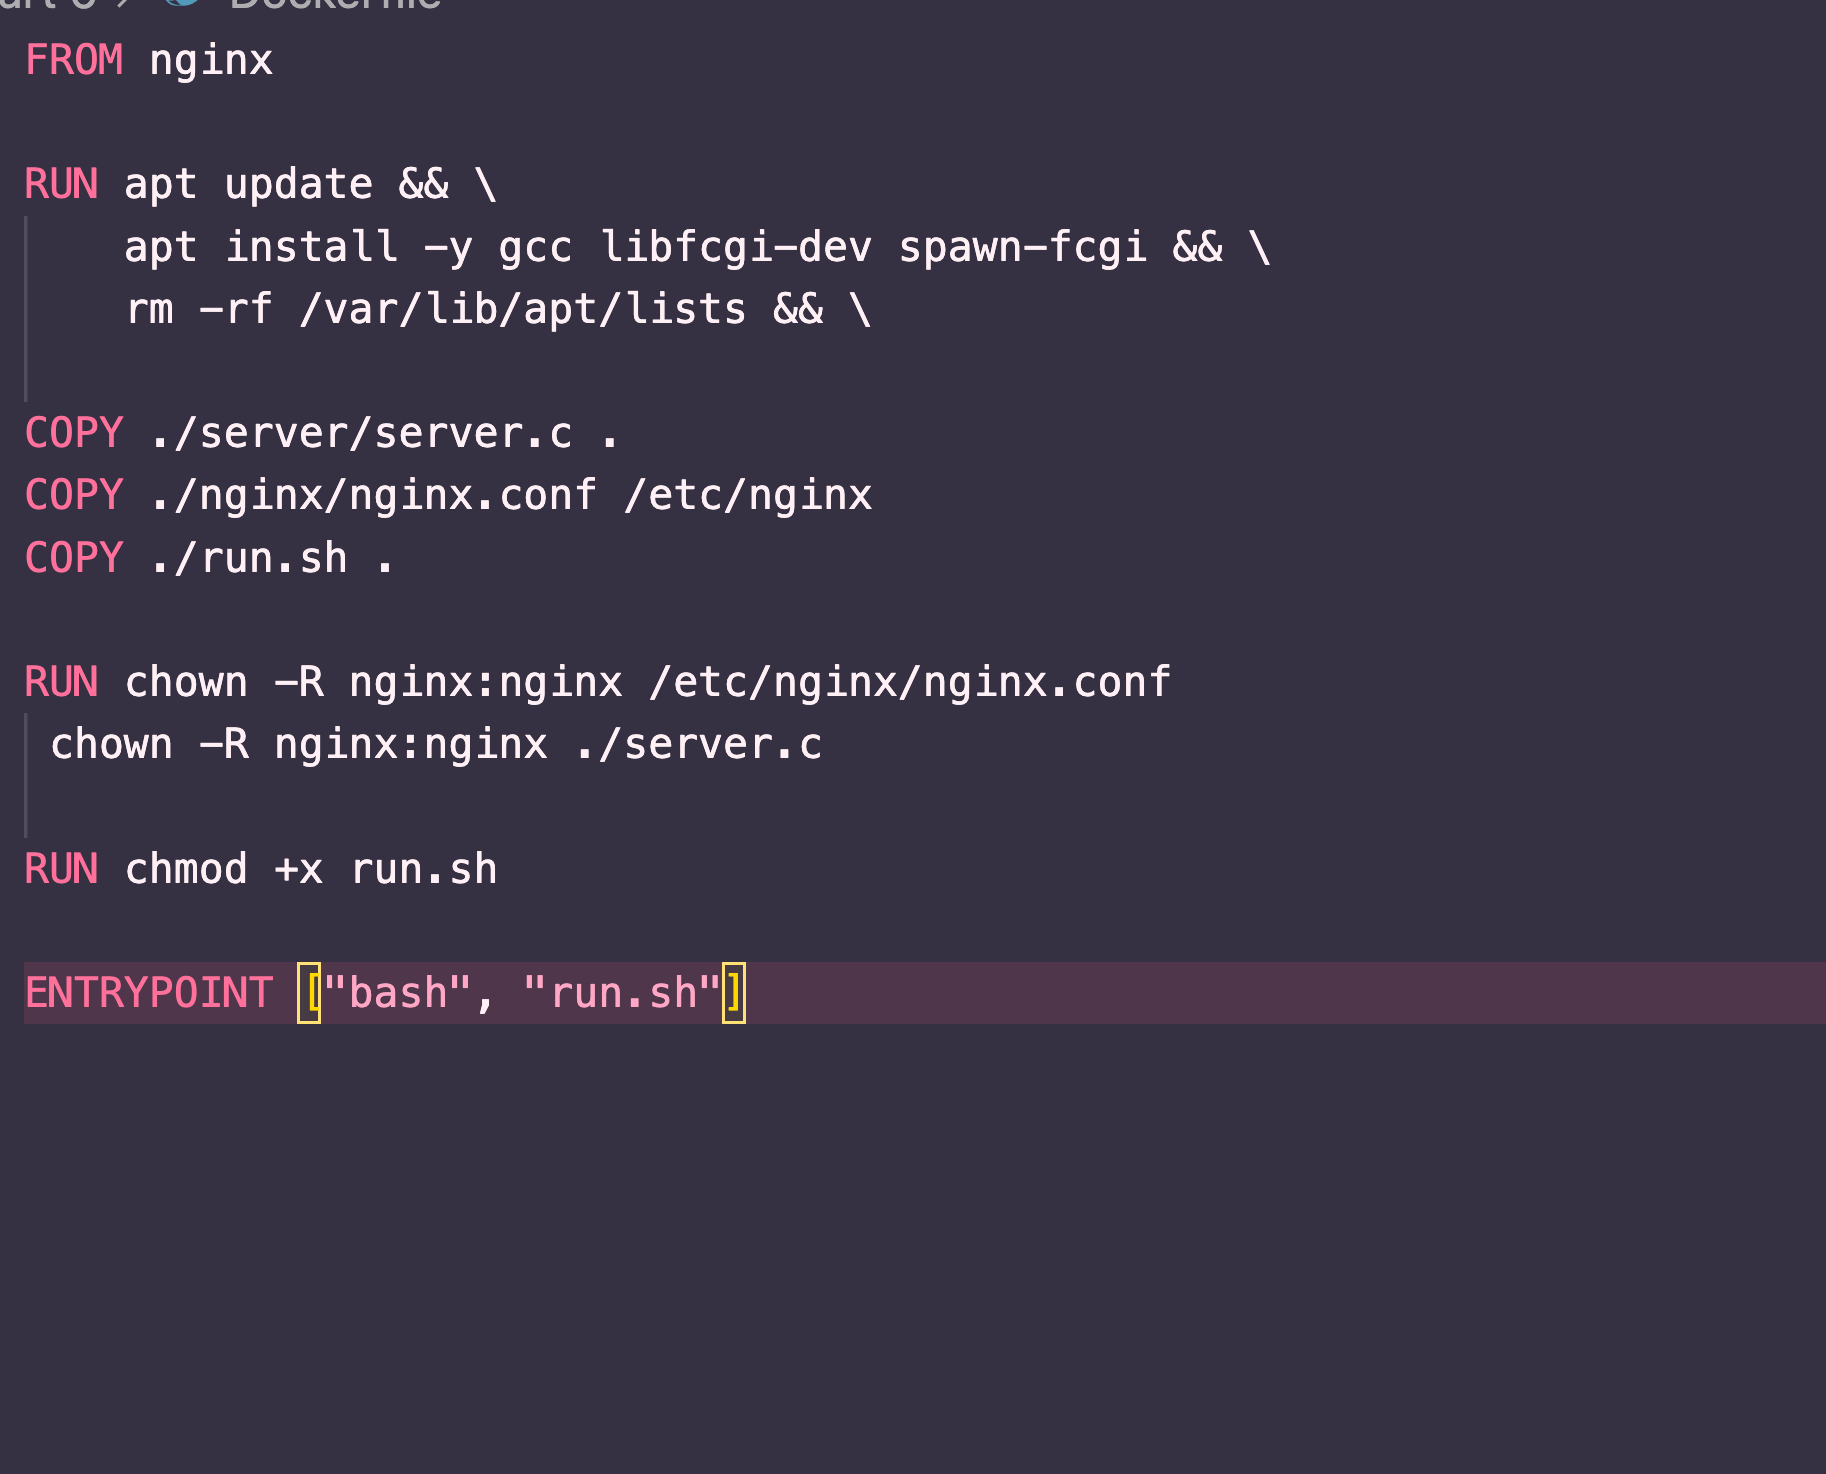 Dockerfile
FROM nginx
RUN apt update && \
apt install -y gcc libfcgi-dev spawn-fcgi && \
rm -rf /var/lib/apt/lists && \
COPY ./server/server.c .
COPY ./nginx/nginx.conf /etc/nginx
COPY ./run.sh .
RUN chown -R nginx:nginx /etc/nginx/nginx.conf
chown -R nginx:nginx ./server.c
RUN chmod +x run.sh
ENTRYPOINT ["bash", "run.sh"]